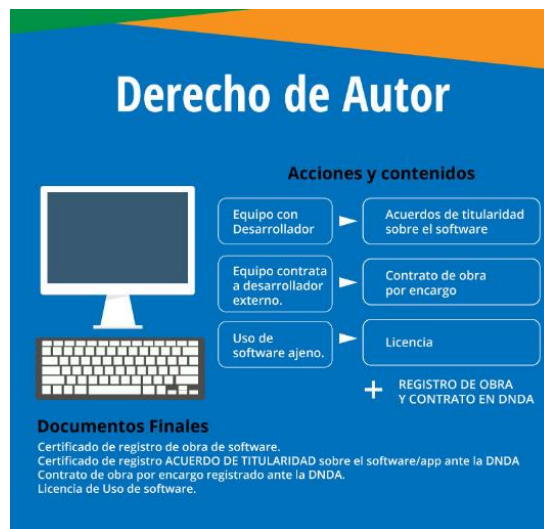 Derecho de Autor
Acciones y contenidos
Equipo con
Desarrollador
Acuerdos de titularidad
sobre el software
Equipo contrata
a desarrollador
externo.
Contrato de obra
por encargo
Uso de
software ajeno.
Licencia
+ REGISTRO DE OBRA
Y CONTRATO EN DNDA
Documentos Finales
Certificado de registro de obra de software.
Certificado de registro ACUERDO DE TITULARIDAD sobre el software/app ante la DNDA
Contrato de obra por encargo registrado ante la DNDA.
Licencia de Uso de software.